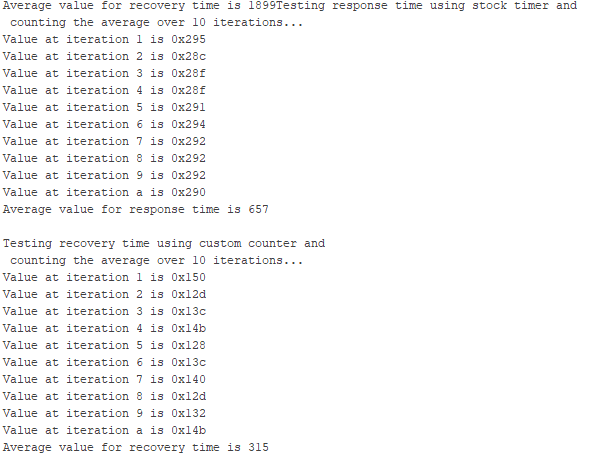 Average value for recovery time is 1899Testing response time using stock timer and
counting the average over 10 iterations...
Value at iteration 1 is 0x295
Value at iteration 2 is 0x28c
Value at iteration 3 is 0x28f
Value at iteration 4 is 0x28f
Value at iteration 5 is 0x291
Value at iteration 6 is 0x294
Value at iteration 7 is 0x292
Value at iteration 8 is 0x292
Value at iteration 9 is 0x292
Value at iteration a is 0x290
Average value for response time is 657
Testing recovery time using custom counter and
counting the average over 10 iterations...
Value at iteration 1 is 0x150
Value at iteration 2 is 0x12d
Value at iteration 3 is 0x13c
Value at iteration 4 is 0x14b
Value at iteration 5 is 0x128
Value at iteration 6 is 0x13c
Value at iteration 7 is 0x140
Value at iteration 8 is 0x12d
Value at iteration 9 is 0x132
Value at iteration a is 0x14b
Average value for recovery time is 315